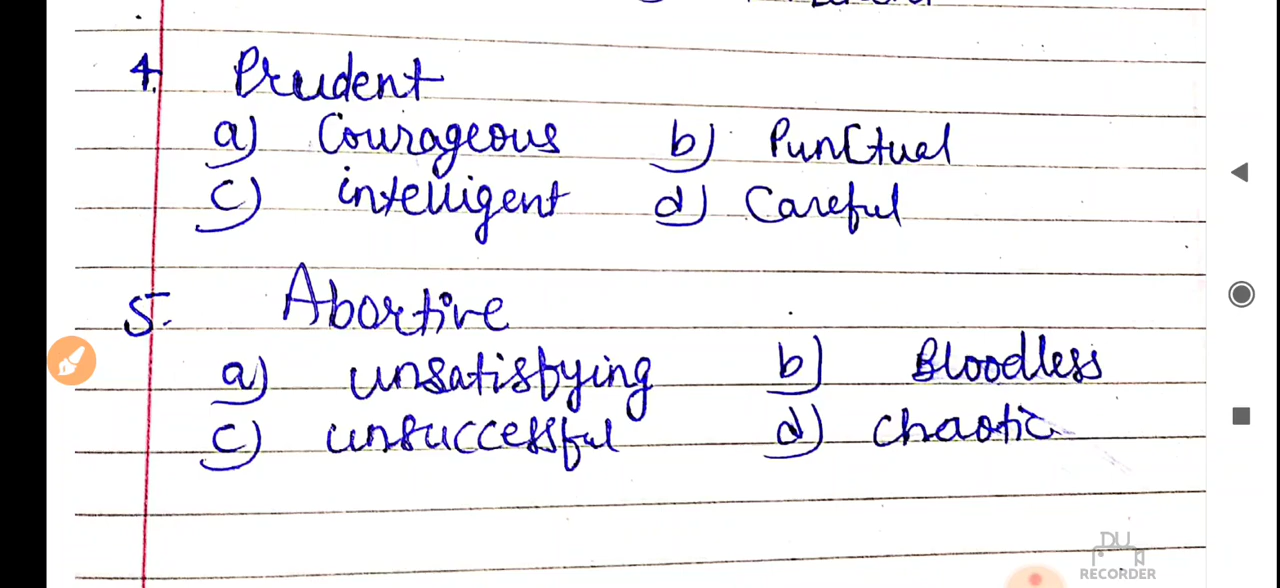 4. Prudent
a) Courageous b) Punctual
c) intelligent d) Careful
5. Abortive
a) unsatisfying b) Bloodless
c) unsuccessful d) chaotic
DU
RECORDER